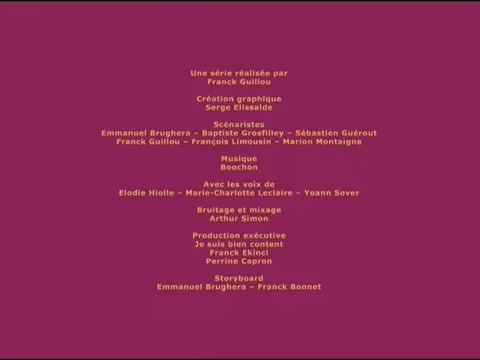 Une série réalisée par
Franck Guillou
Création graphique
Serge Elissalde
Scénaristes
Emmanuel Brughera – Baptiste Grosfilley – Sébastien Guérout
Franck Guillou – François Limousin – Marion Montaigne
Musique
Boochon
Avec les voix de
Elodie Hiolle – Marie-Charlotte Leclaire – Yoann Sover
Bruitage et mixage
Arthur Simon
Production exécutive
Je suis bien content
Franck Ekinci
Perrine Capron
Storyboard
Emmanuel Brughera – Franck Bonnet